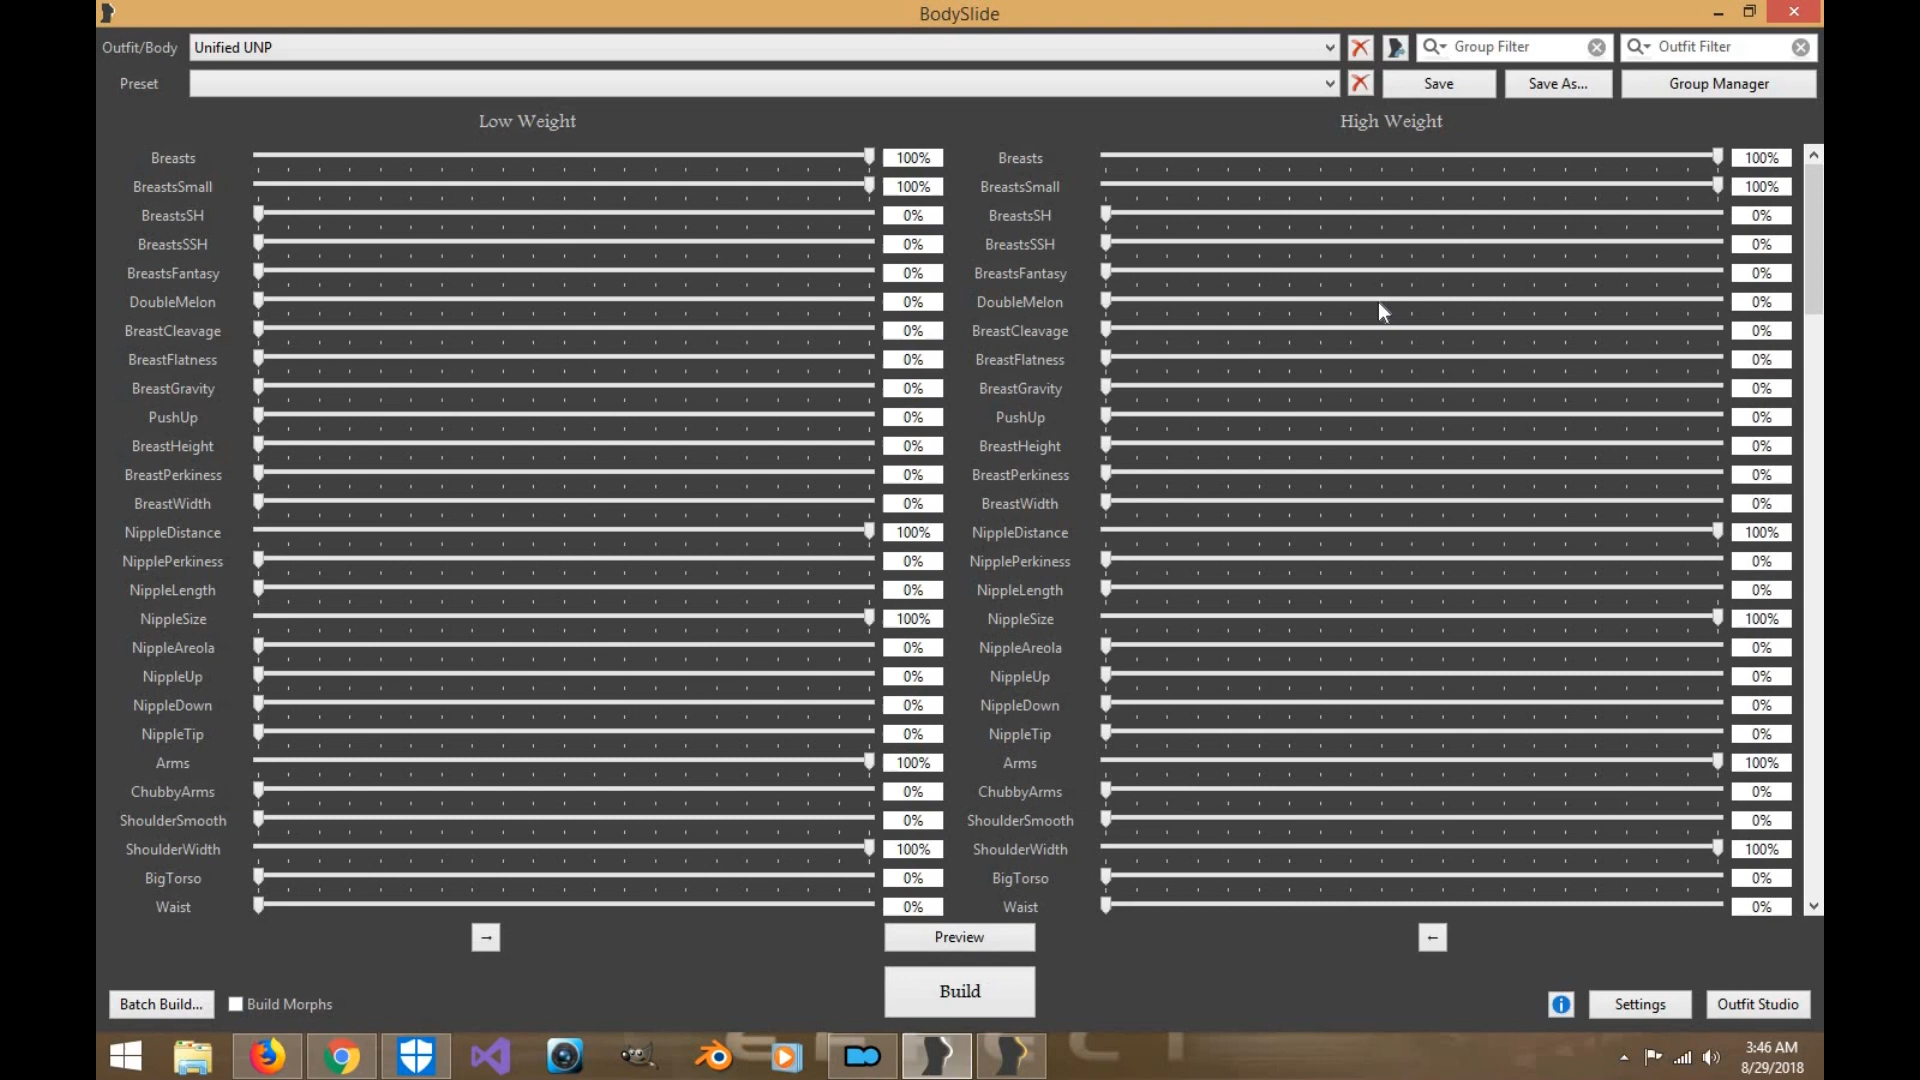 BodySlide
Outfit/Body Unified UNP Group Filter Outfit Filter
Preset Save Save As... Group Manager
Low Weight High Weight
Breasts 100% Breasts 100%
BreastsSmall 100% BreastsSmall 100%
BreastsSH 0% BreastsSH 0%
BreastsSSH 0% BreastsSSH 0%
BreastsFantasy 0% BreastsFantasy 0%
DoubleMelon 0% DoubleMelon 0%
BreastCleavage 0% BreastCleavage 0%
BreastFlatness 0% BreastFlatness 0%
BreastGravity 0% BreastGravity 0%
PushUp 0% PushUp 0%
BreastHeight 0% BreastHeight 0%
BreastPerkiness 0% BreastPerkiness 0%
BreastWidth 0% BreastWidth 0%
NippleDistance 100% NippleDistance 100%
NipplePerkiness 0% NipplePerkiness 0%
NippleLength 0% NippleLength 0%
NippleSize 100% NippleSize 100%
NippleAreola 0% NippleAreola 0%
NippleUp 0% NippleUp 0%
NippleDown 0% NippleDown 0%
NippleTip 0% NippleTip 0%
Arms 100% Arms 100%
ChubbyArms 0% ChubbyArms 0%
ShoulderSmooth 0% ShoulderSmooth 0%
ShoulderWidth 100% ShoulderWidth 100%
BigTorso 0% BigTorso 0%
Waist 0% Waist 0%
→ Preview ←
Build
Batch Build... Build Morphs Settings Outfit Studio
3:46 AM
8/29/2018